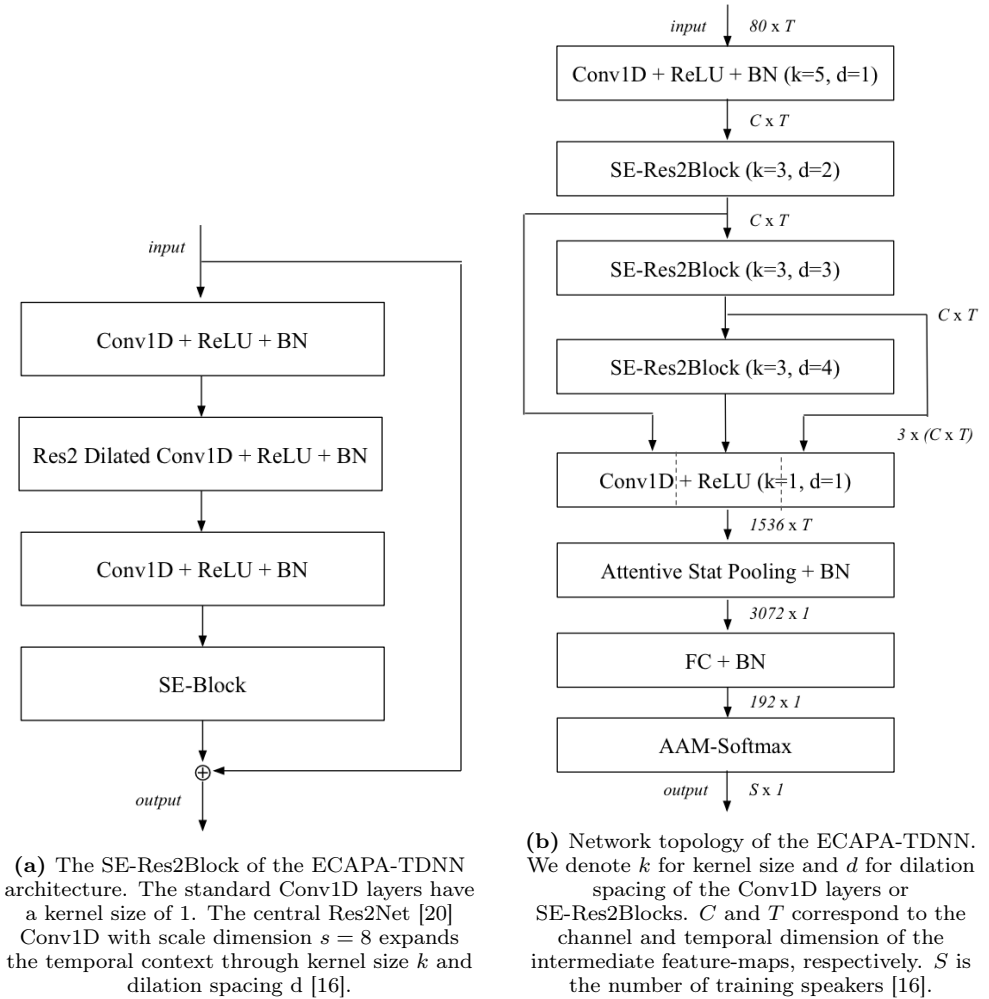 input
Conv1D + ReLU + BN
Res2 Dilated Conv1D + ReLU + BN
Conv1D + ReLU + BN
SE-Block
⊕
output
(a) The SE-Res2Block of the ECAPA-TDNN
architecture. The standard Conv1D layers have
a kernel size of 1. The central Res2Net [20]
Conv1D with scale dimension s = 8 expands
the temporal context through kernel size k and
dilation spacing d [16].
input 80 x T
Conv1D + ReLU + BN (k=5, d=1)
C x T
SE-Res2Block (k=3, d=2)
C x T
SE-Res2Block (k=3, d=3)
C x T
SE-Res2Block (k=3, d=4)
3 x (C x T)
Conv1D + ReLU (k=1, d=1)
1536 x T
Attentive Stat Pooling + BN
3072 x 1
FC + BN
192 x 1
AAM-Softmax
output S x 1
(b) Network topology of the ECAPA-TDNN.
We denote k for kernel size and d for dilation
spacing of the Conv1D layers or
SE-Res2Blocks. C and T correspond to the
channel and temporal dimension of the
intermediate feature-maps, respectively. S is
the number of training speakers [16].